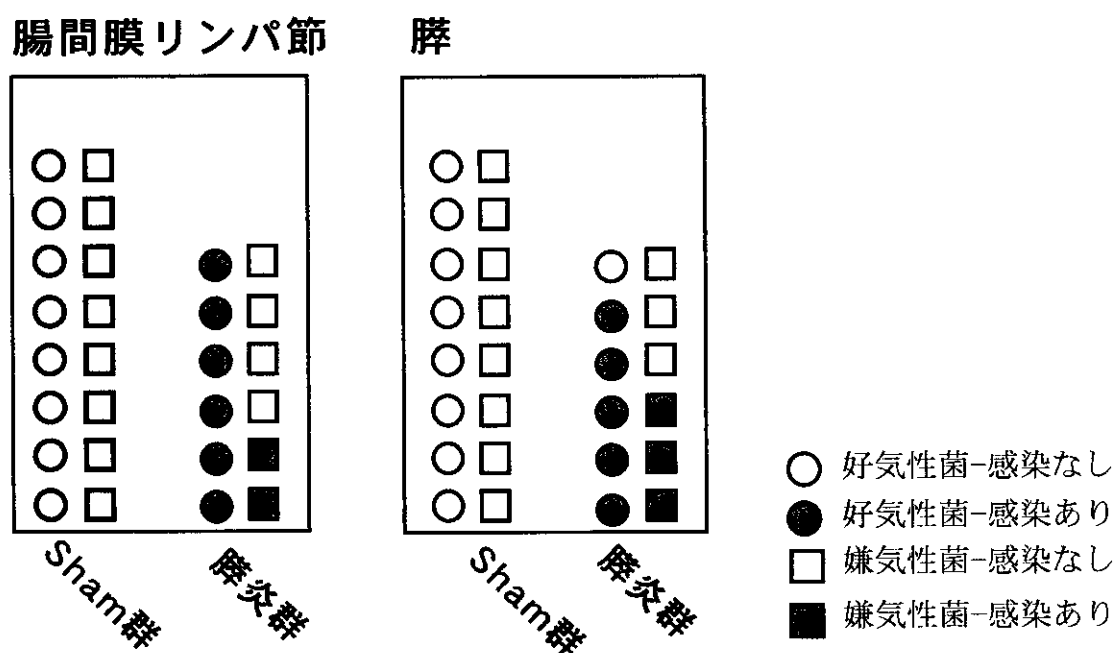 腸間膜リンパ節
膵
Sham群
膵炎群
Sham群
膵炎群
好気性菌-感染なし
好気性菌-感染あり
嫌気性菌-感染なし
嫌気性菌-感染あり